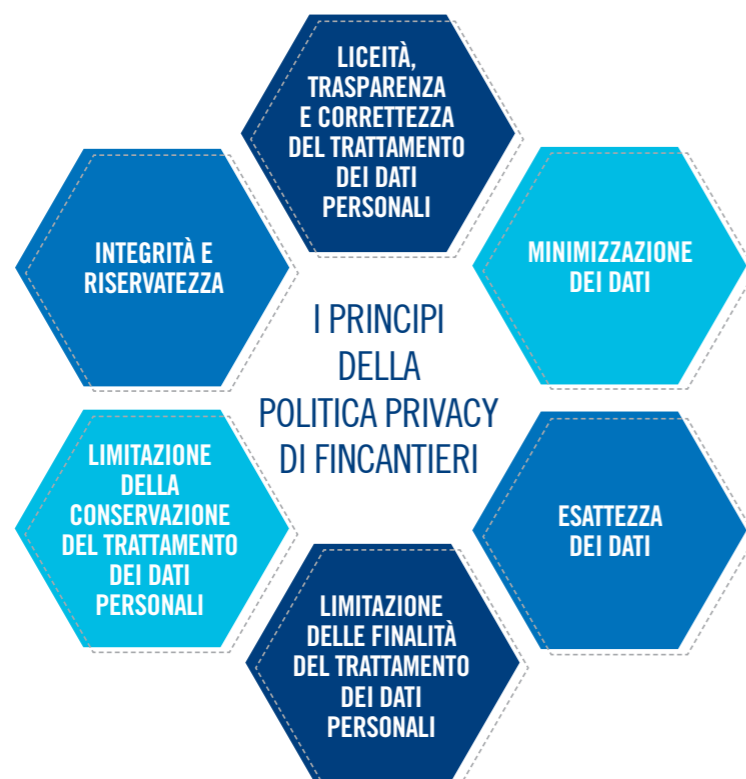 LICEITÀ,
TRASPARENZA
E CORRETTEZZA
DEL TRATTAMENTO
DEI DATI
PERSONALI
INTEGRITÀ E
RISERVATEZZA
MINIMIZZAZIONE
DEI DATI
I PRINCIPI
DELLA
POLITICA PRIVACY
DI FINCANTIERI
LIMITAZIONE
DELLA
CONSERVAZIONE
DEL TRATTAMENTO
DEI DATI
PERSONALI
ESATTEZZA
DEI DATI
LIMITAZIONE
DELLE FINALITÀ
DEL TRATTAMENTO
DEI DATI
PERSONALI